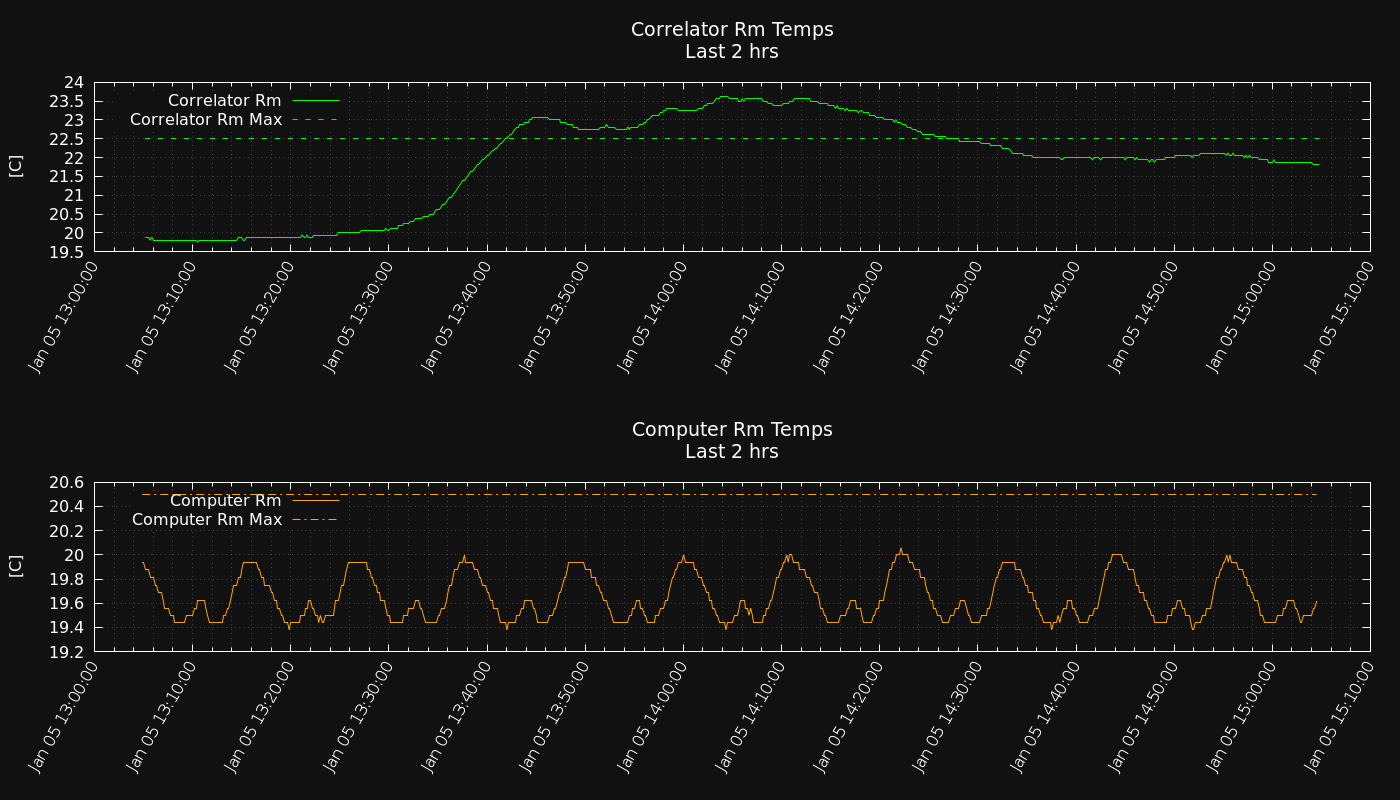 Correlator Rm Temps
Last 2 hrs
24
23.5
23
22.5
22
21.5
21
20.5
20
19.5
[C]
Correlator Rm
Correlator Rm Max
Jan 05 13:00:00
Jan 05 13:10:00
Jan 05 13:20:00
Jan 05 13:30:00
Jan 05 13:40:00
Jan 05 13:50:00
Jan 05 14:00:00
Jan 05 14:10:00
Jan 05 14:20:00
Jan 05 14:30:00
Jan 05 14:40:00
Jan 05 14:50:00
Jan 05 15:00:00
Jan 05 15:10:00
Computer Rm Temps
Last 2 hrs
20.6
20.4
20.2
20
19.8
19.6
19.4
19.2
[C]
Computer Rm
Computer Rm Max
Jan 05 13:00:00
Jan 05 13:10:00
Jan 05 13:20:00
Jan 05 13:30:00
Jan 05 13:40:00
Jan 05 13:50:00
Jan 05 14:00:00
Jan 05 14:10:00
Jan 05 14:20:00
Jan 05 14:30:00
Jan 05 14:40:00
Jan 05 14:50:00
Jan 05 15:00:00
Jan 05 15:10:00